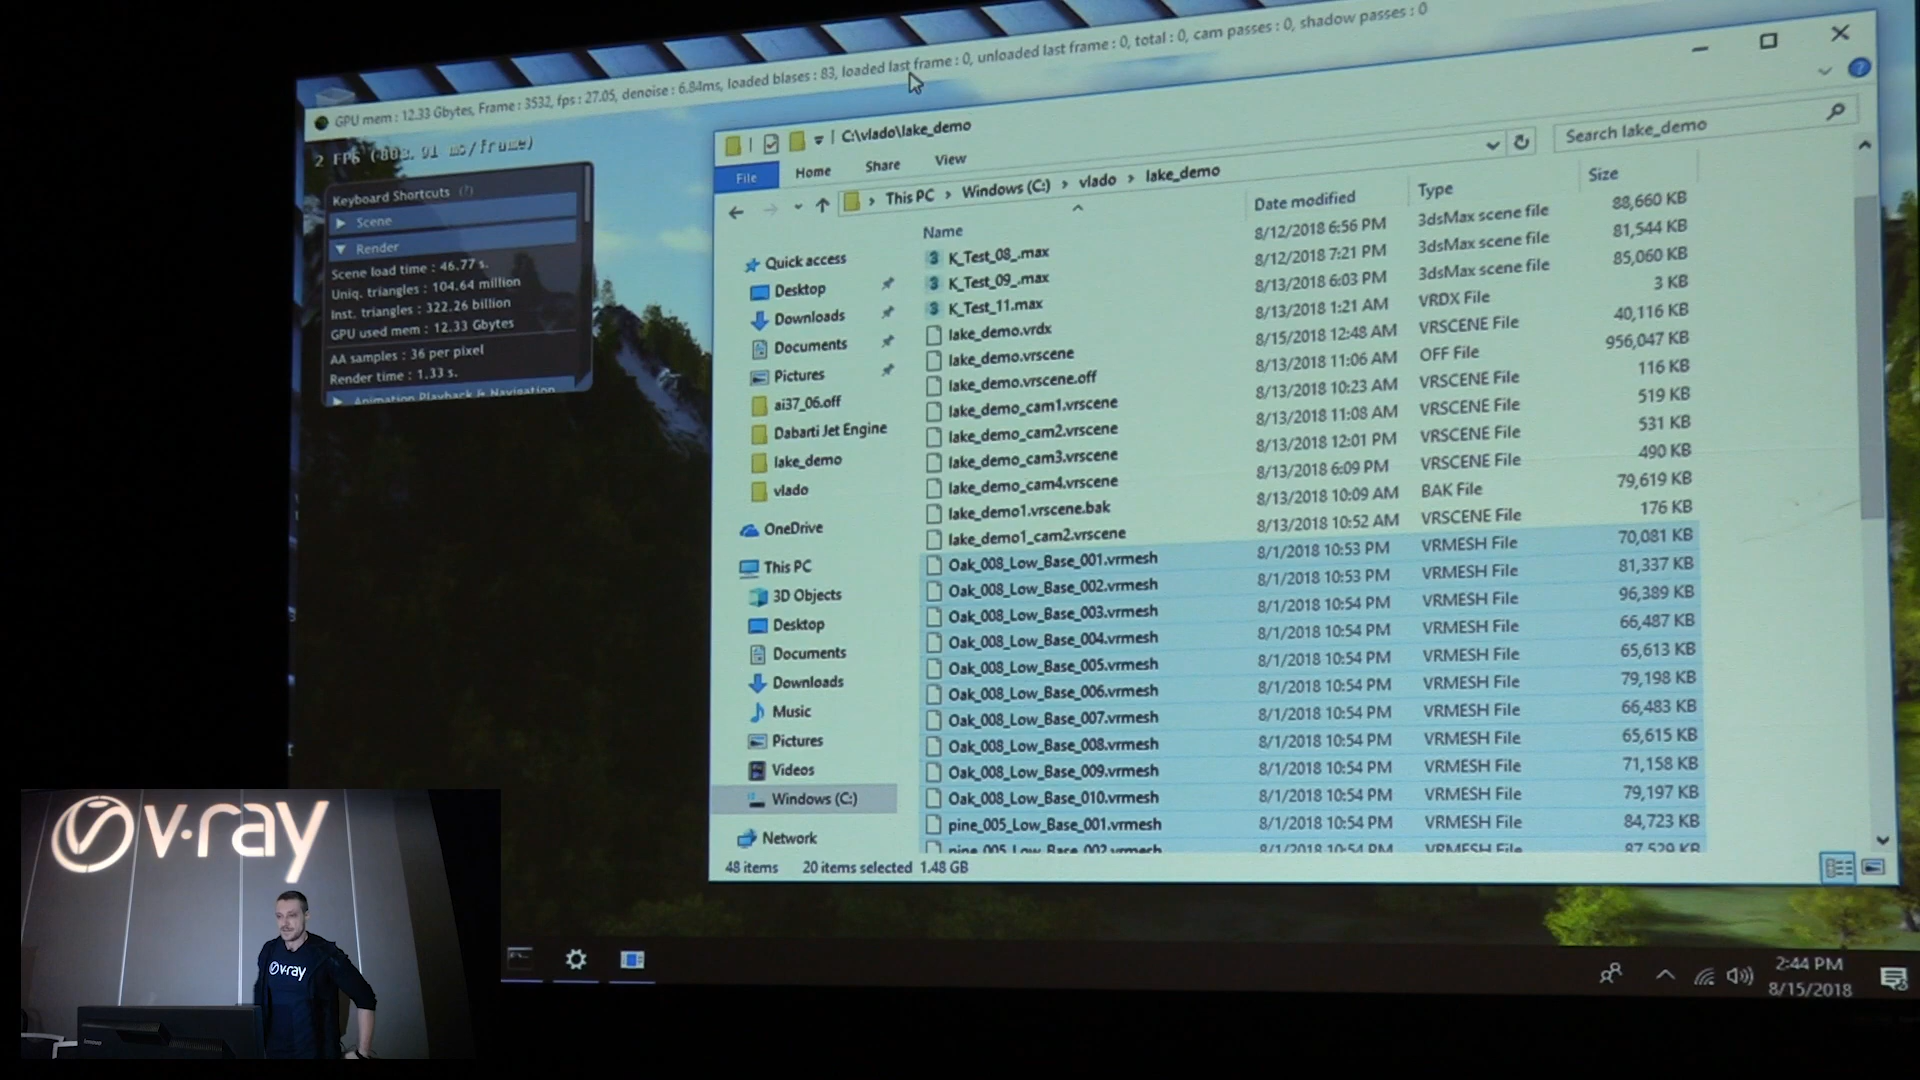 GPU mem : 12.33 Gbytes, Frame : 3532, fps : 27.05, denoise : 6.84ms, loaded blases : 83, loaded last frame : 0, unloaded last frame : 0, total : 0, cam passes : 0, shadow passes : 0
Keyboard Shortcuts (?)
Scene
Render
Scene load time : 46.77 s.
Uniq. triangles : 104.64 million
Inst. triangles : 322.26 billion
GPU used mem : 12.33 Gbytes
AA samples : 36 per pixel
Render time : 1.33 s.
Animation Playback & Navigation
C:\vlado\lake_demo
File Home Share View
This PC > Windows (C:) > vlado > lake_demo
Search lake_demo
Quick access
Desktop
Downloads
Documents
Pictures
ai37_06.off
Dabarti Jet Engine
lake_demo
vlado
OneDrive
This PC
3D Objects
Desktop
Documents
Downloads
Music
Pictures
Videos
Windows (C:)
Network
Name Date modified Type Size
K_Test_08_.max 8/12/2018 6:56 PM 3dsMax scene file 88,660 KB
K_Test_09_.max 8/12/2018 7:21 PM 3dsMax scene file 81,544 KB
K_Test_11.max 8/13/2018 6:03 PM 3dsMax scene file 85,060 KB
lake_demo.vrdx 8/13/2018 1:21 AM VRDX File 3 KB
lake_demo.vrscene 8/15/2018 12:48 AM VRSCENE File 40,116 KB
lake_demo.vrscene.off 8/13/2018 11:06 AM OFF File 956,047 KB
lake_demo_cam1.vrscene 8/13/2018 10:23 AM VRSCENE File 116 KB
lake_demo_cam2.vrscene 8/13/2018 11:08 AM VRSCENE File 519 KB
lake_demo_cam3.vrscene 8/13/2018 12:01 PM VRSCENE File 531 KB
lake_demo_cam4.vrscene 8/13/2018 6:09 PM VRSCENE File 490 KB
lake_demo1.vrscene.bak 8/13/2018 10:09 AM BAK File 79,619 KB
lake_demo1_cam2.vrscene 8/13/2018 10:52 AM VRSCENE File 176 KB
Oak_008_Low_Base_001.vrmesh 8/1/2018 10:53 PM VRMESH File 70,081 KB
Oak_008_Low_Base_002.vrmesh 8/1/2018 10:53 PM VRMESH File 81,337 KB
Oak_008_Low_Base_003.vrmesh 8/1/2018 10:54 PM VRMESH File 96,389 KB
Oak_008_Low_Base_004.vrmesh 8/1/2018 10:54 PM VRMESH File 66,487 KB
Oak_008_Low_Base_005.vrmesh 8/1/2018 10:54 PM VRMESH File 65,613 KB
Oak_008_Low_Base_006.vrmesh 8/1/2018 10:54 PM VRMESH File 79,198 KB
Oak_008_Low_Base_007.vrmesh 8/1/2018 10:54 PM VRMESH File 66,483 KB
Oak_008_Low_Base_008.vrmesh 8/1/2018 10:54 PM VRMESH File 65,615 KB
Oak_008_Low_Base_009.vrmesh 8/1/2018 10:54 PM VRMESH File 71,158 KB
Oak_008_Low_Base_010.vrmesh 8/1/2018 10:54 PM VRMESH File 79,197 KB
pine_005_Low_Base_001.vrmesh 8/1/2018 10:54 PM VRMESH File 84,723 KB
pine_005_Low_Base_002.vrmesh 8/1/2018 10:54 PM VRMESH File 87,529 KB
48 items 20 items selected 1.48 GB
2:44 PM
8/15/2018
v·ray
v·ray
lenovo